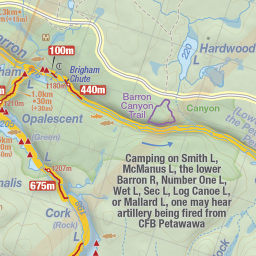 1.3km
100m
220
L
Hardwood
Brigham
Chute
440m
Barron
Canyon
Trail
Canyon
Opalescent
(Green)
Camping on Smith L,
McManus L, the lower
Barron R, Number One L,
Wet L, Sec L, Log Canoe L,
or Mallard L, one may hear
artillery being fired from
CFB Petawawa
675m
Cork
(Rock)